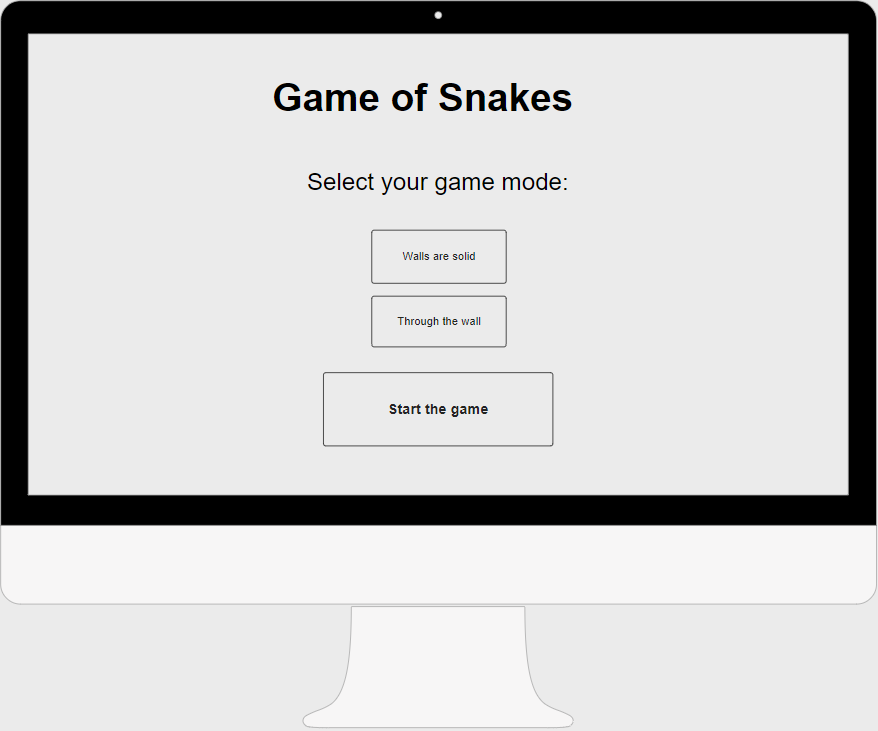 Game of Snakes
Select your game mode:
Walls are solid
Through the wall
Start the game